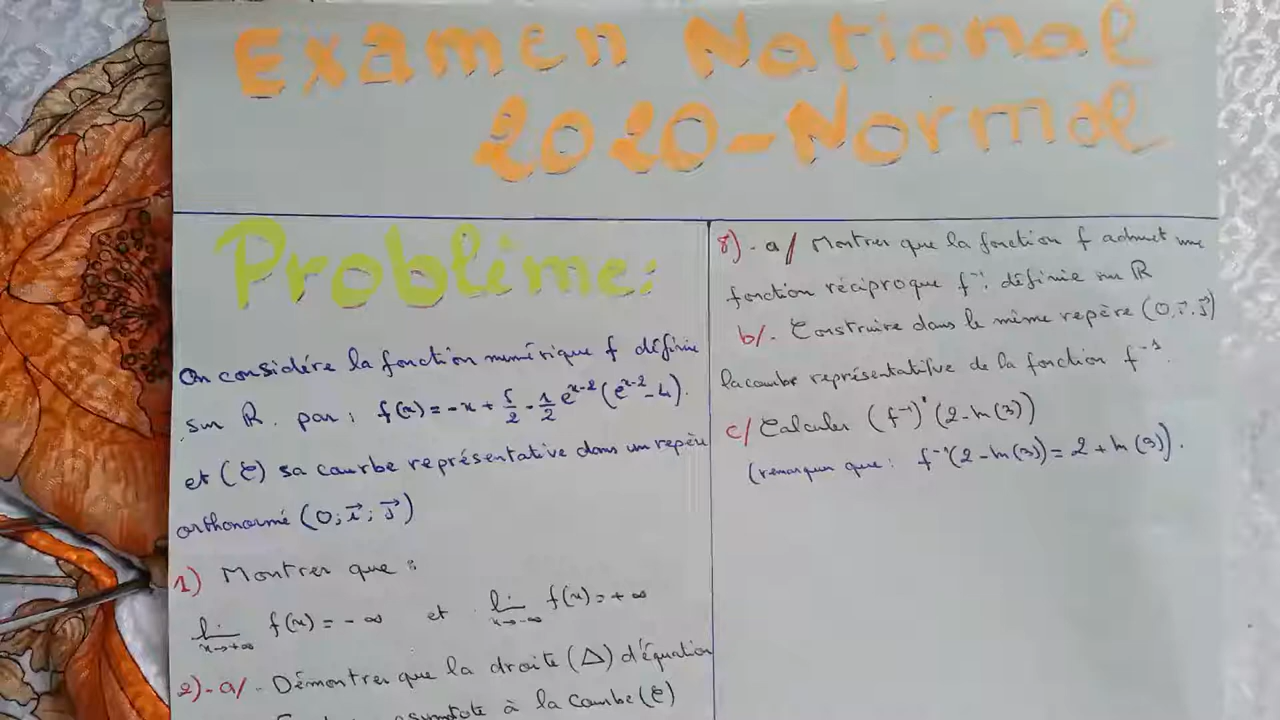 Examen National
2020-Normal
Problème:
On considére la fonction numérique f définie
sur ℝ. par : f(x) = -x + 5/2 - 1/2 e^(x-2) (e^(x-2) - 4).
et (C) sa courbe représentative dans un repère
orthonormé (O; i⃗; j⃗)
1) Montrer que :
lim x→+∞ f(x) = -∞ et lim x→-∞ f(x) = +∞
2)-a/- Démontrer que la droite (Δ) d'équation
asymptote à la courbe (C)
8)-a/ Montrer que la fonction f admet une
fonction réciproque f⁻¹. définie sur ℝ
b/. Construire dans le même repère (O, i⃗, j⃗)
la courbe représentative de la fonction f⁻¹.
c/ Calculer (f⁻¹)'(2-ln(3))
(remarquer que : f⁻¹(2-ln(3)) = 2+ln(3)).